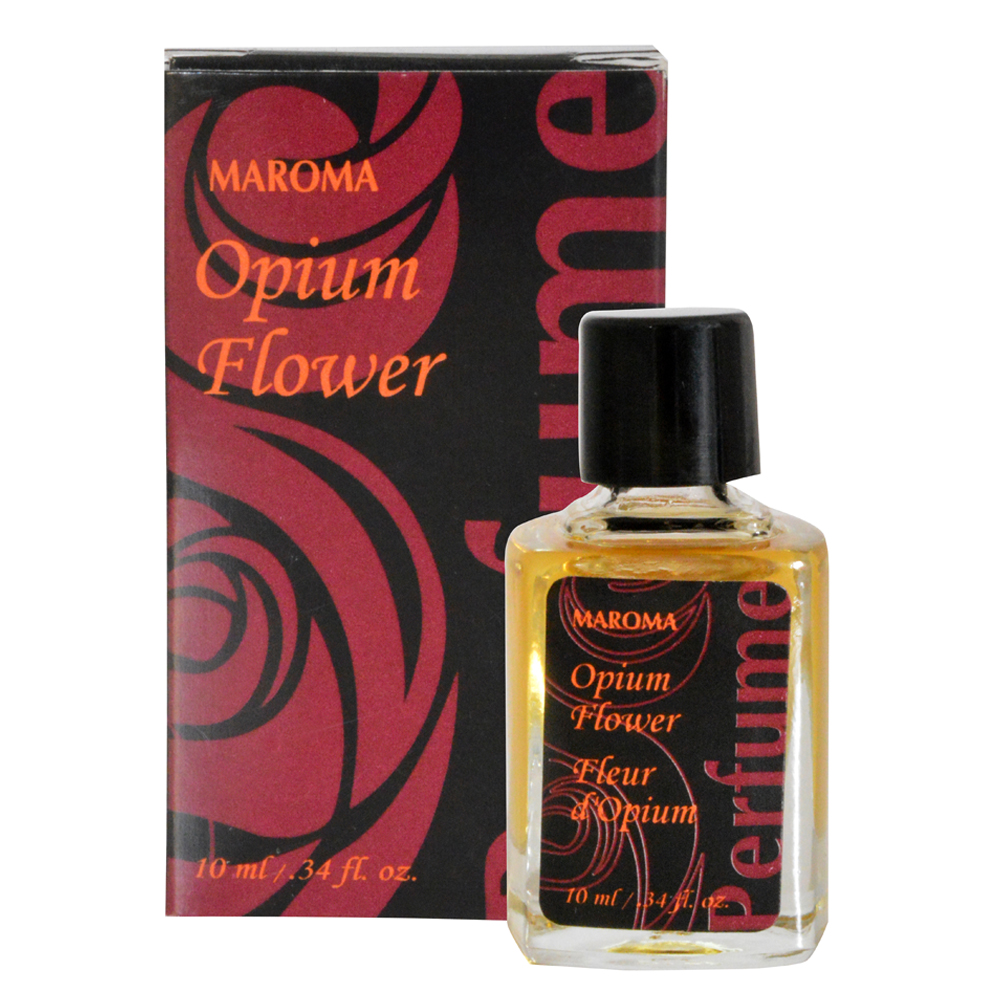 MAROMA
Opium
Flower
10 ml / .34 fl. oz.
Perfume
MAROMA
Opium
Flower
Fleur
d'Opium
10 ml / .34 fl. oz.
Perfume